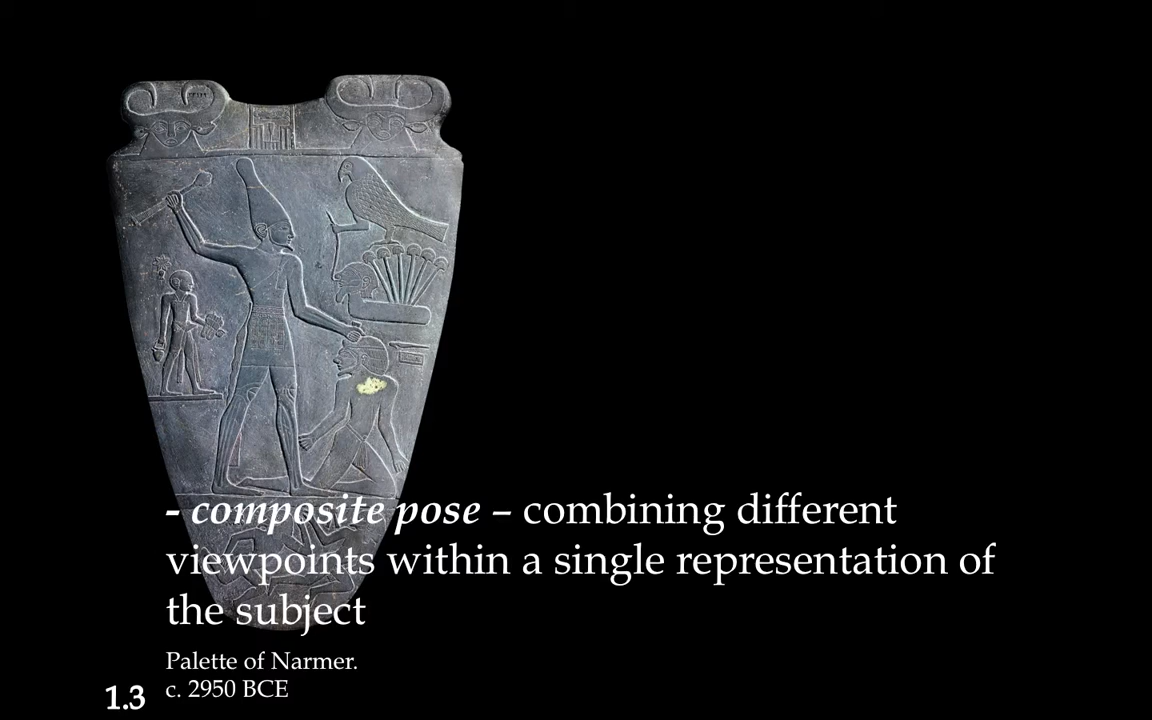 - composite pose – combining different
viewpoints within a single representation of
the subject
Palette of Narmer.
c. 2950 BCE
1.3